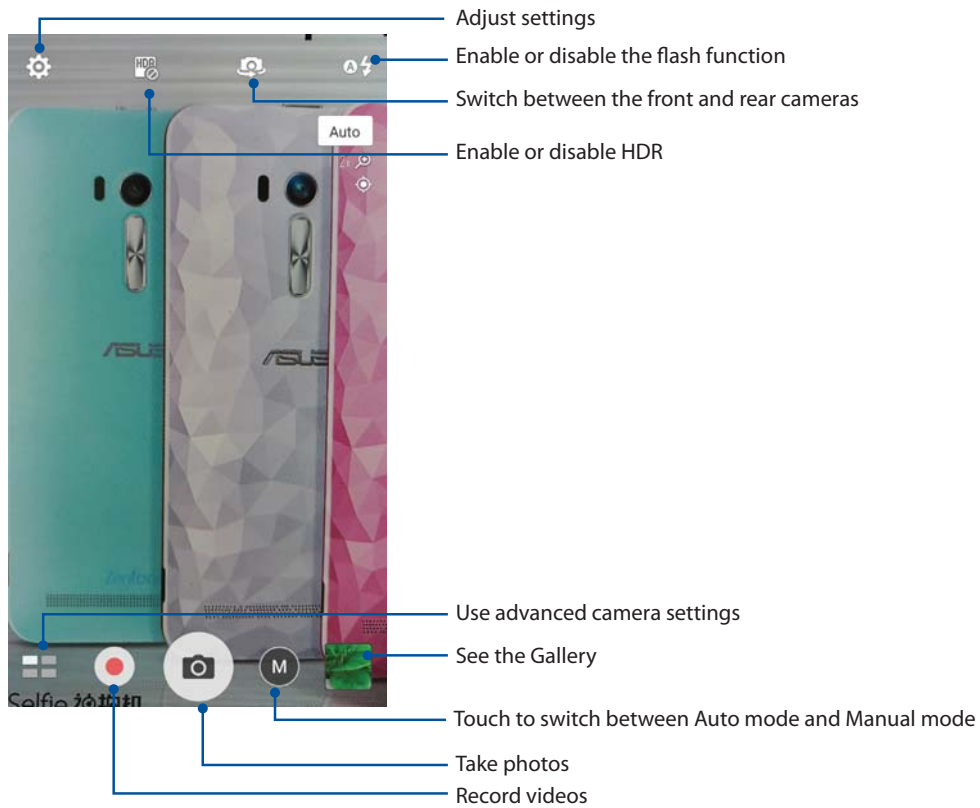 Adjust settings
Enable or disable the flash function
Switch between the front and rear cameras
Enable or disable HDR
HDR
A
Auto
ASUS
Zenfone
Use advanced camera settings
See the Gallery
M
Selfie
Touch to switch between Auto mode and Manual mode
Take photos
Record videos